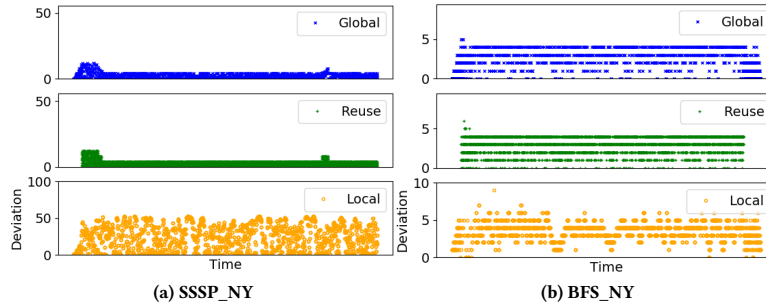 50
0
Global
50
0
Reuse
100
50
0
Local
Deviation
Time
(a) SSSP_NY
5
0
Global
5
0
Reuse
10
5
0
Local
Deviation
Time
(b) BFS_NY